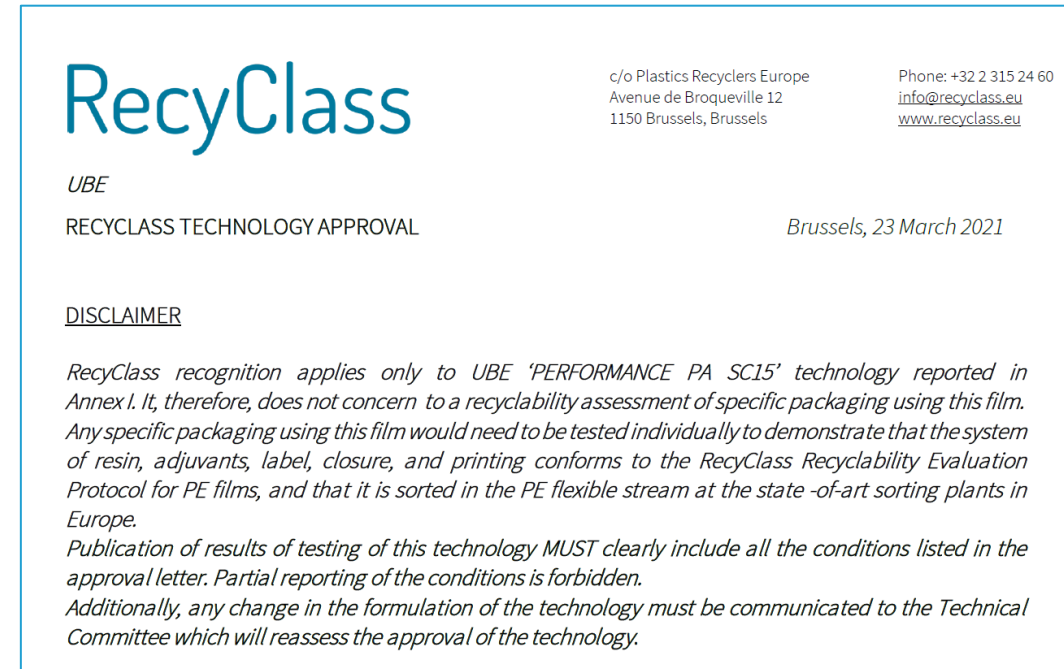 RecyClass
c/o Plastics Recyclers Europe
Avenue de Broqueville 12
1150 Brussels, Brussels
Phone: +32 2 315 24 60
info@recyclass.eu
www.recyclass.eu
UBE
RECYCLASS TECHNOLOGY APPROVAL
Brussels, 23 March 2021
DISCLAIMER
RecyClass recognition applies only to UBE ‘PERFORMANCE PA SC15’ technology reported in
Annex I. It, therefore, does not concern to a recyclability assessment of specific packaging using this film.
Any specific packaging using this film would need to be tested individually to demonstrate that the system
of resin, adjuvants, label, closure, and printing conforms to the RecyClass Recyclability Evaluation
Protocol for PE films, and that it is sorted in the PE flexible stream at the state -of-art sorting plants in
Europe.
Publication of results of testing of this technology MUST clearly include all the conditions listed in the
approval letter. Partial reporting of the conditions is forbidden.
Additionally, any change in the formulation of the technology must be communicated to the Technical
Committee which will reassess the approval of the technology.